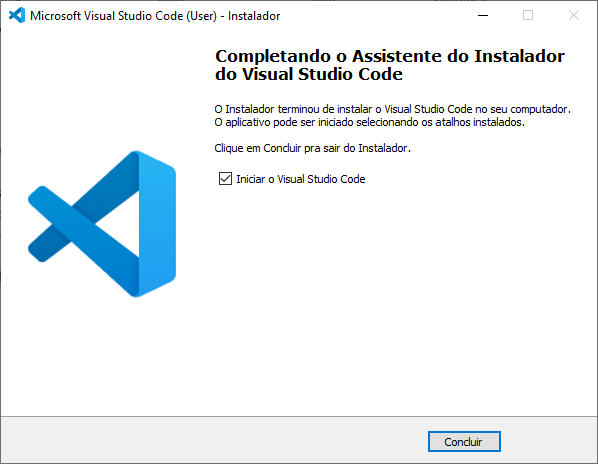 Microsoft Visual Studio Code (User) - Instalador
Completando o Assistente do Instalador
do Visual Studio Code
O Instalador terminou de instalar o Visual Studio Code no seu computador.
O aplicativo pode ser iniciado selecionando os atalhos instalados.
Clique em Concluir pra sair do Instalador.
Iniciar o Visual Studio Code
Concluir